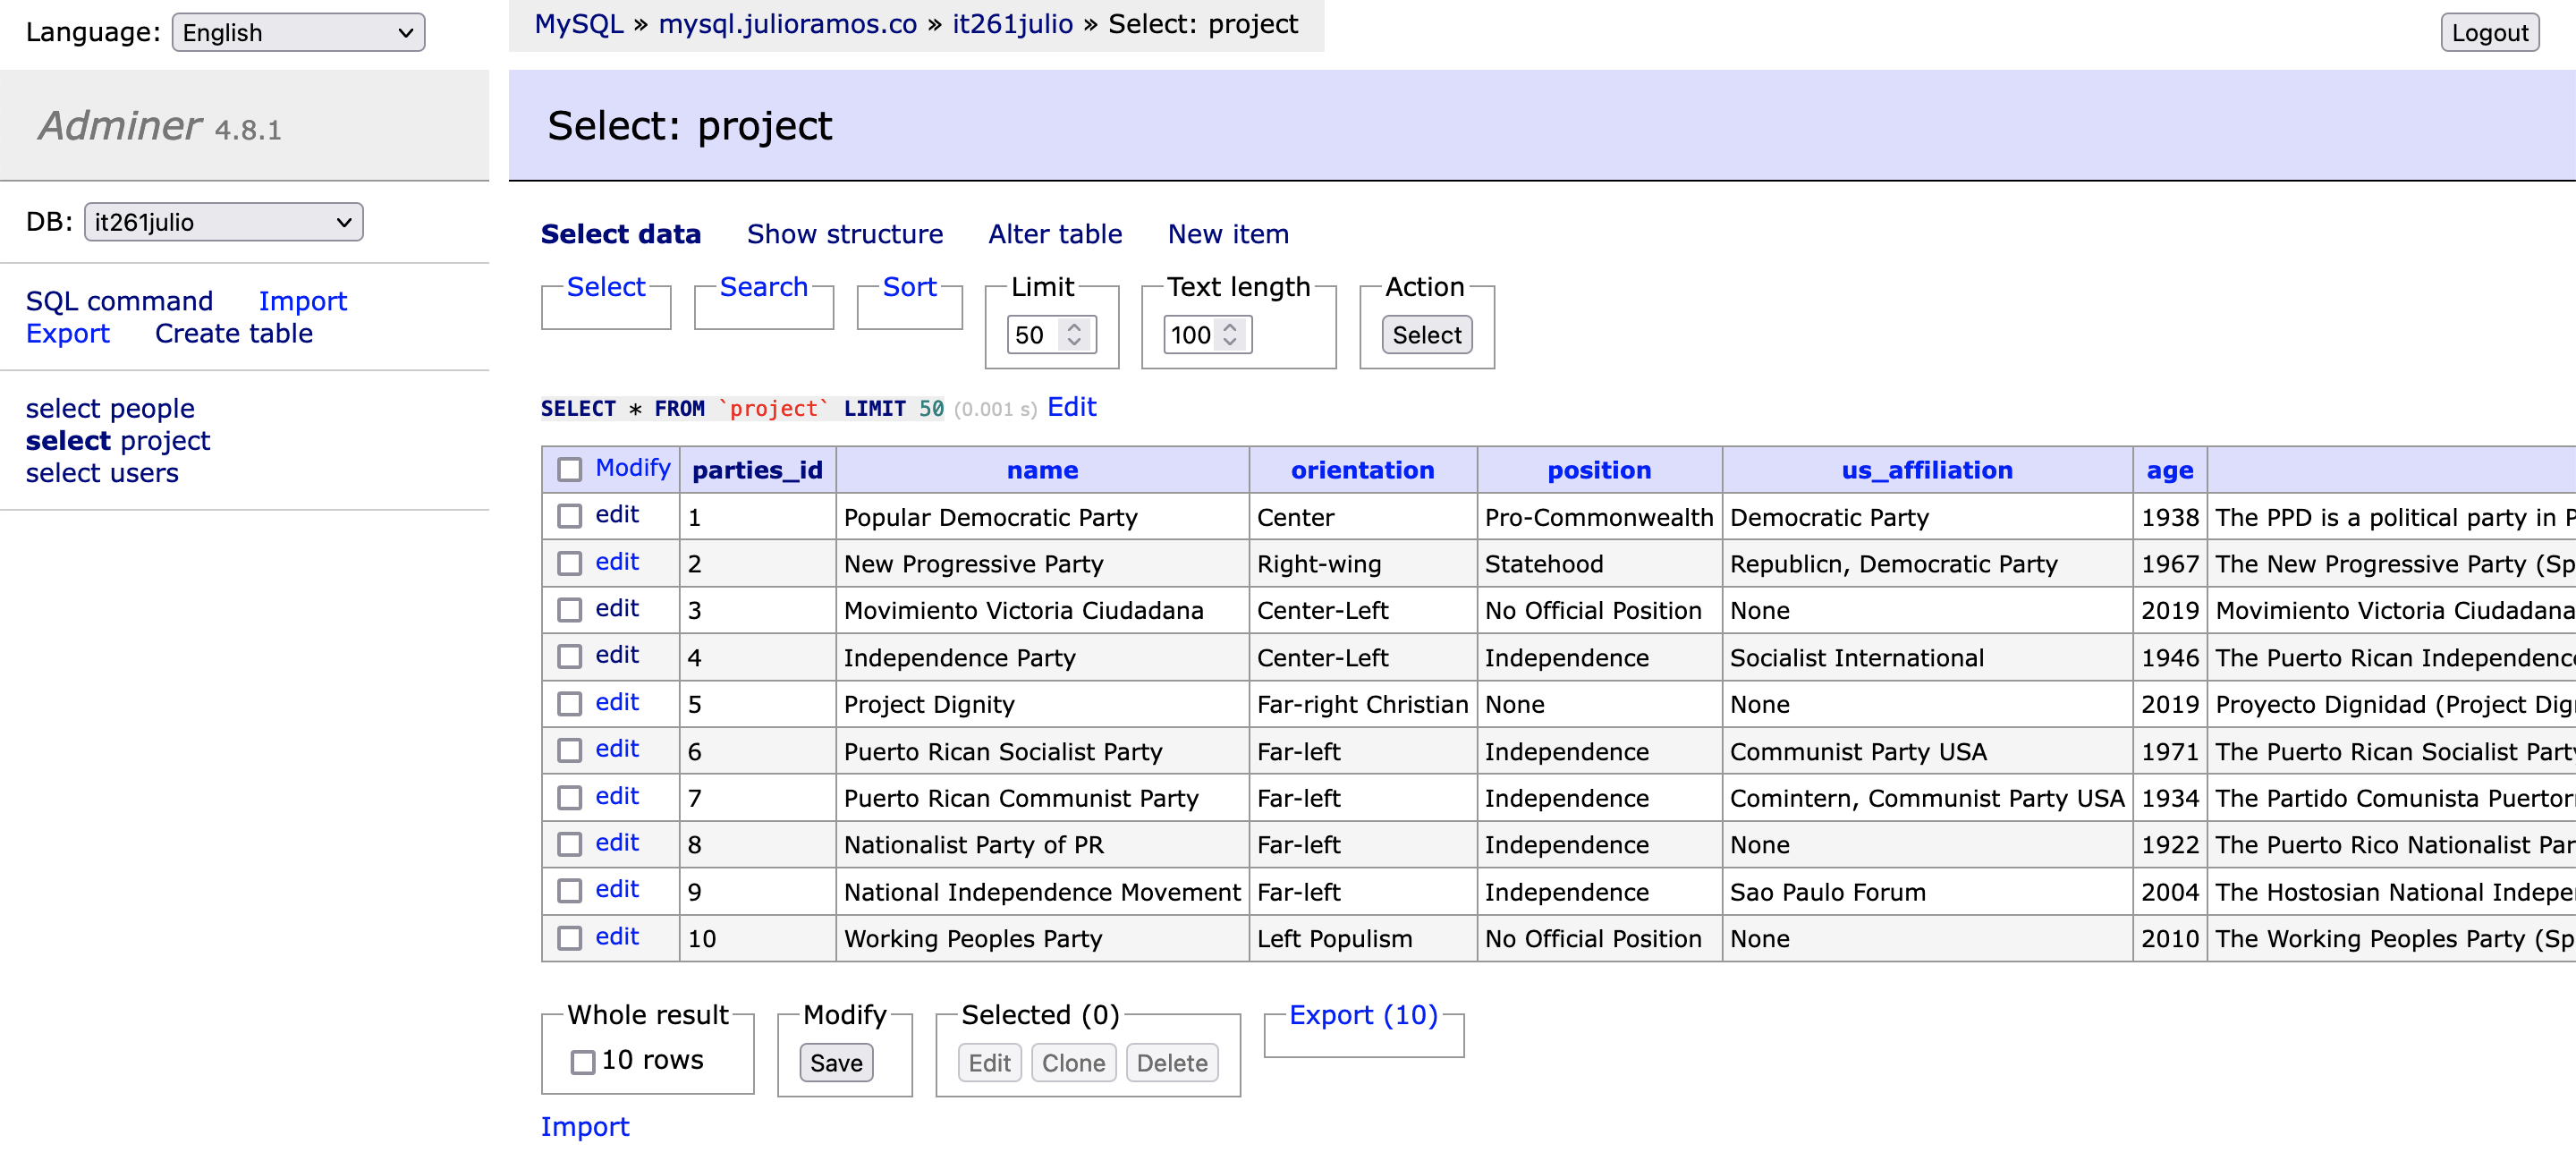 Language: English
MySQL » mysql.julioramos.co » it261julio » Select: project
Logout
Adminer 4.8.1
Select: project
DB: it261julio
SQL command Import
Export Create table
select people
select project
select users
Select data Show structure Alter table New item
Select Search Sort Limit Text length Action
50 100 Select
SELECT * FROM `project` LIMIT 50 (0.001 s) Edit
Modify parties_id name orientation position us_affiliation age
edit 1 Popular Democratic Party Center Pro-Commonwealth Democratic Party 1938 The PPD is a political party in P
edit 2 New Progressive Party Right-wing Statehood Republicn, Democratic Party 1967 The New Progressive Party (Sp
edit 3 Movimiento Victoria Ciudadana Center-Left No Official Position None 2019 Movimiento Victoria Ciudadana
edit 4 Independence Party Center-Left Independence Socialist International 1946 The Puerto Rican Independenc
edit 5 Project Dignity Far-right Christian None None 2019 Proyecto Dignidad (Project Dig
edit 6 Puerto Rican Socialist Party Far-left Independence Communist Party USA 1971 The Puerto Rican Socialist Party
edit 7 Puerto Rican Communist Party Far-left Independence Comintern, Communist Party USA 1934 The Partido Comunista Puertor
edit 8 Nationalist Party of PR Far-left Independence None 1922 The Puerto Rico Nationalist Par
edit 9 National Independence Movement Far-left Independence Sao Paulo Forum 2004 The Hostosian National Indepe
edit 10 Working Peoples Party Left Populism No Official Position None 2010 The Working Peoples Party (Sp
Whole result Modify Selected (0) Export (10)
10 rows Save Edit Clone Delete
Import